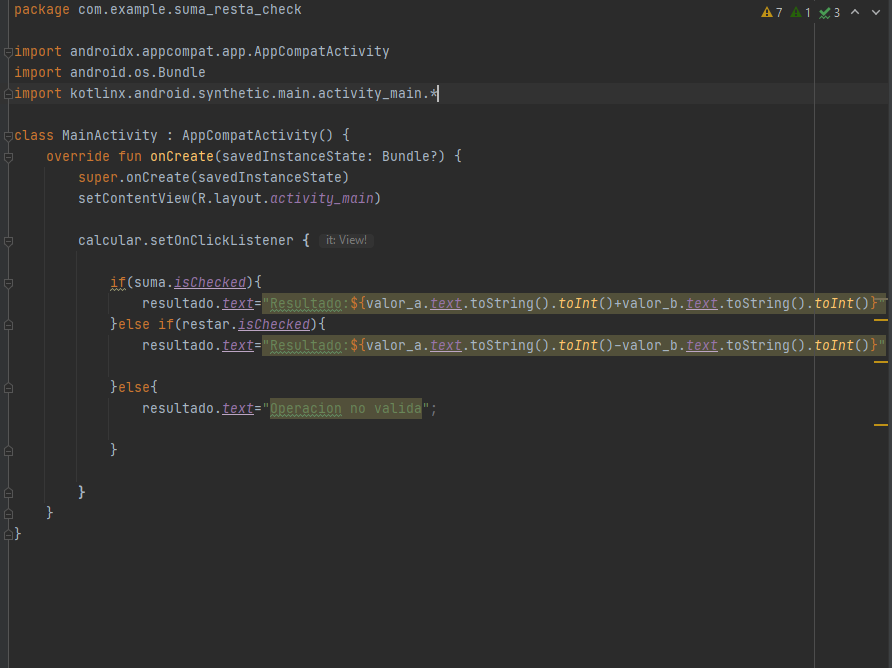 package com.example.suma_resta_check
7 1 3
import androidx.appcompat.app.AppCompatActivity
import android.os.Bundle
import kotlinx.android.synthetic.main.activity_main.*
class MainActivity : AppCompatActivity() {
override fun onCreate(savedInstanceState: Bundle?) {
super.onCreate(savedInstanceState)
setContentView(R.layout.activity_main)
calcular.setOnClickListener { it: View!
if(suma.isChecked){
resultado.text="Resultado:${valor_a.text.toString().toInt()+valor_b.text.toString().toInt()}"
}else if(restar.isChecked){
resultado.text="Resultado:${valor_a.text.toString().toInt()-valor_b.text.toString().toInt()}"
}else{
resultado.text="Operacion no valida";
}
}
}
}